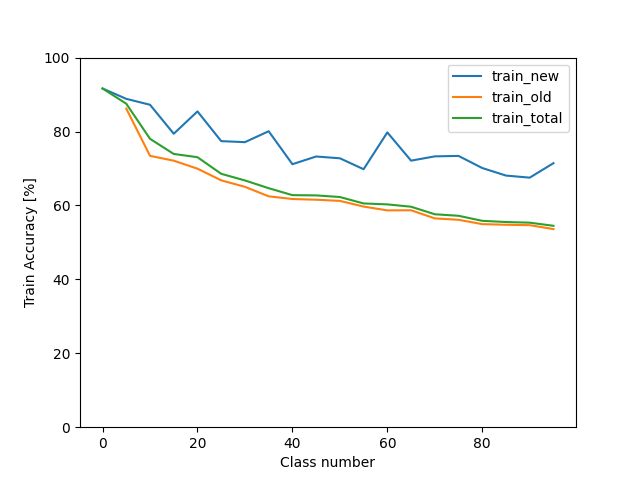 100
80
60
40
20
0
Train Accuracy [%]
train_new
train_old
train_total
0 20 40 60 80
Class number